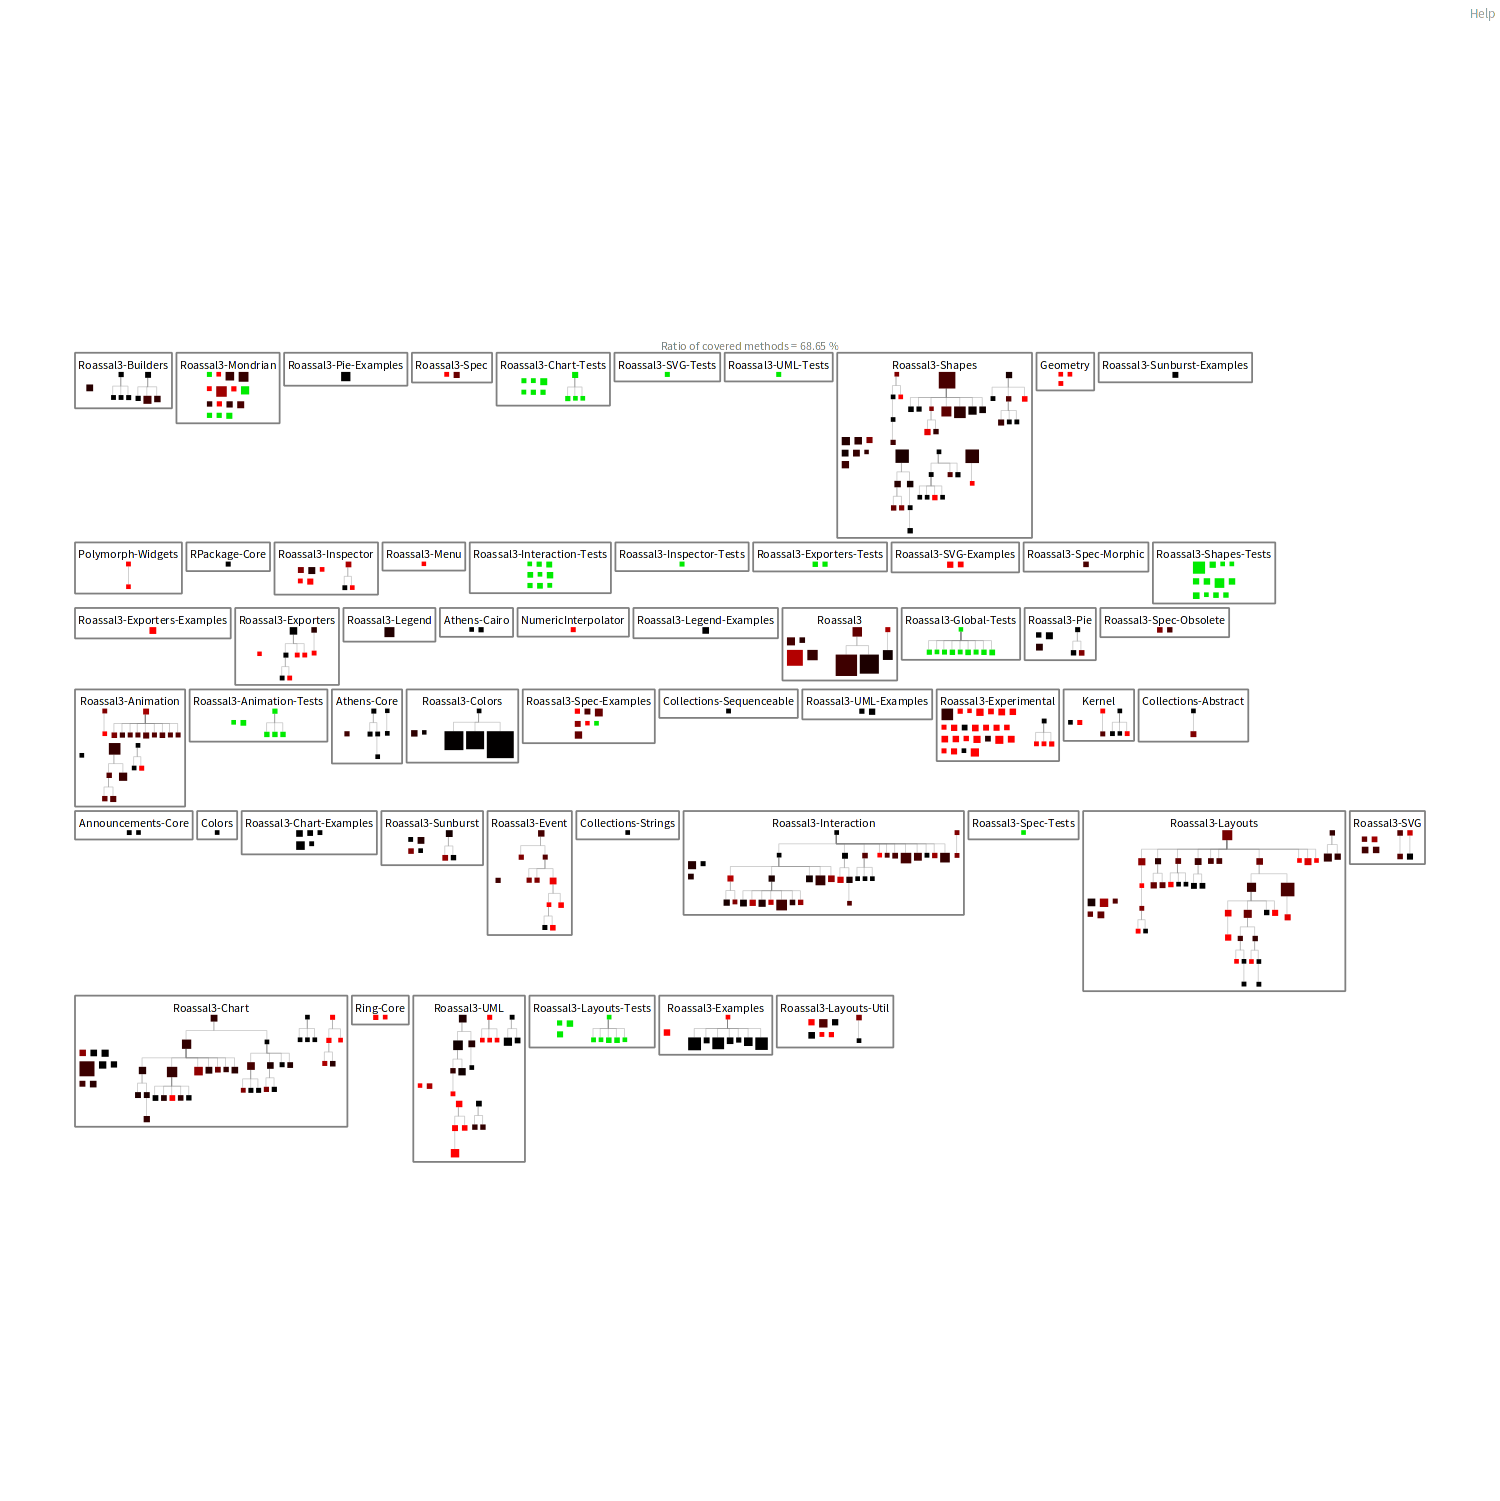 Help
Ratio of covered methods = 68.65 %
Roassal3-Builders
Roassal3-Mondrian
Roassal3-Pie-Examples
Roassal3-Spec
Roassal3-Chart-Tests
Roassal3-SVG-Tests
Roassal3-UML-Tests
Roassal3-Shapes
Geometry
Roassal3-Sunburst-Examples
Polymorph-Widgets
RPackage-Core
Roassal3-Inspector
Roassal3-Menu
Roassal3-Interaction-Tests
Roassal3-Inspector-Tests
Roassal3-Exporters-Tests
Roassal3-SVG-Examples
Roassal3-Spec-Morphic
Roassal3-Shapes-Tests
Roassal3-Exporters-Examples
Roassal3-Exporters
Roassal3-Legend
Athens-Cairo
NumericInterpolator
Roassal3-Legend-Examples
Roassal3
Roassal3-Global-Tests
Roassal3-Pie
Roassal3-Spec-Obsolete
Roassal3-Animation
Roassal3-Animation-Tests
Athens-Core
Roassal3-Colors
Roassal3-Spec-Examples
Collections-Sequenceable
Roassal3-UML-Examples
Roassal3-Experimental
Kernel
Collections-Abstract
Announcements-Core
Colors
Roassal3-Chart-Examples
Roassal3-Sunburst
Roassal3-Event
Collections-Strings
Roassal3-Interaction
Roassal3-Spec-Tests
Roassal3-Layouts
Roassal3-SVG
Roassal3-Chart
Ring-Core
Roassal3-UML
Roassal3-Layouts-Tests
Roassal3-Examples
Roassal3-Layouts-Util